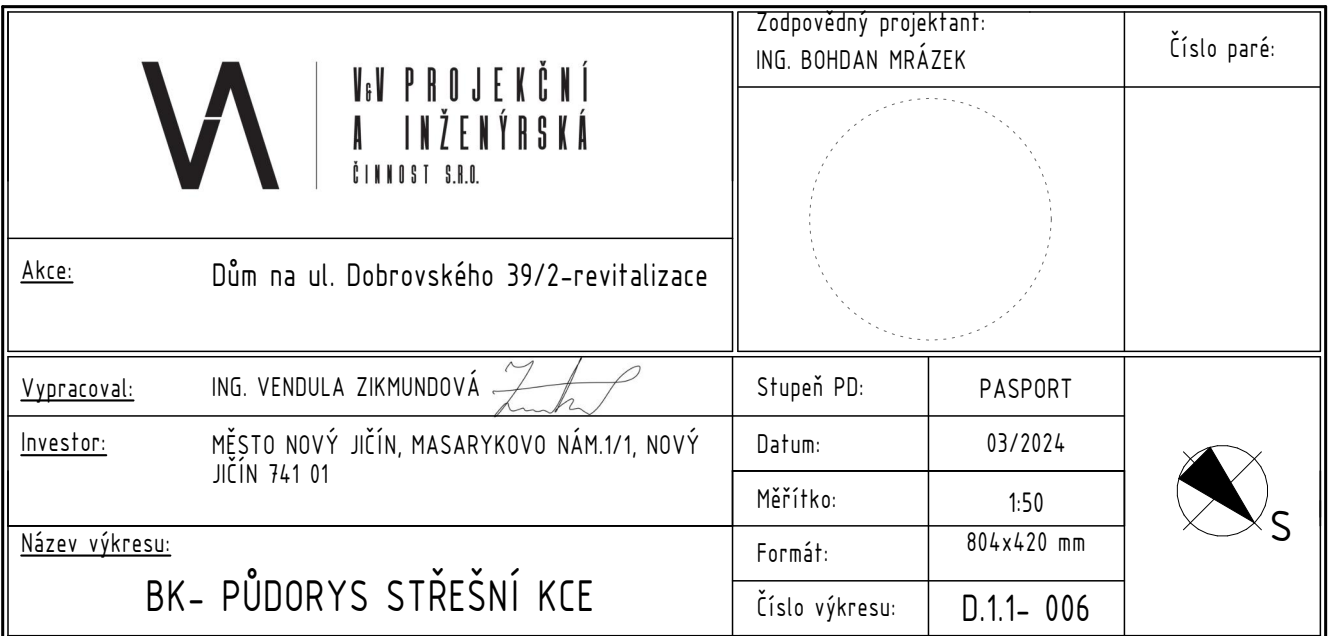 V&V PROJEKČNÍ
A INŽENÝRSKÁ
ČINNOST S.R.O.
Zodpovědný projektant:
ING. BOHDAN MRÁZEK
Číslo paré:
Akce: Dům na ul. Dobrovského 39/2-revitalizace
Vypracoval: ING. VENDULA ZIKMUNDOVÁ
Stupeň PD: PASPORT
Investor: MĚSTO NOVÝ JIČÍN, MASARYKOVO NÁM.1/1, NOVÝ
JIČÍN 741 01
Datum: 03/2024
Měřítko: 1:50
Název výkresu:
BK- PŮDORYS STŘEŠNÍ KCE
Formát: 804x420 mm
Číslo výkresu: D.1.1- 006
S